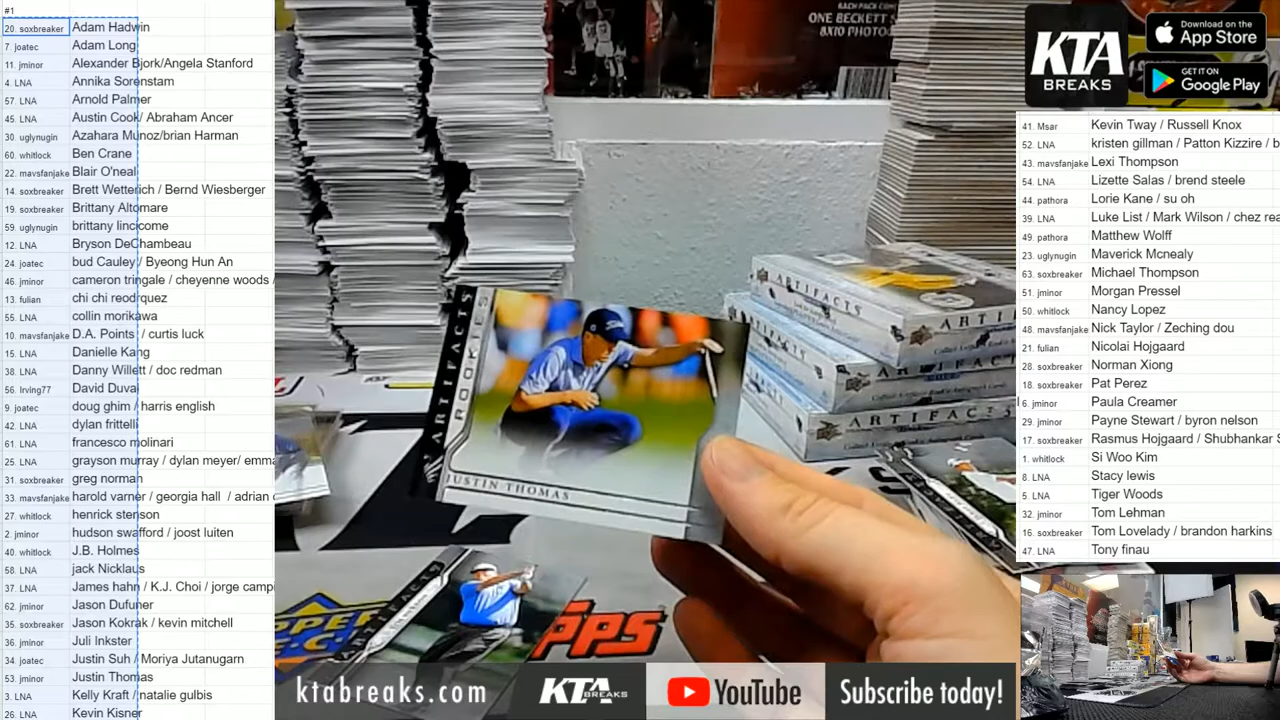 #1
20. soxbreaker Adam Hadwin
7. joatec Adam Long
11. jminor Alexander Bjork/Angela Stanford
4. LNA Annika Sorenstam
57. LNA Arnold Palmer
45. LNA Austin Cook/ Abraham Ancer
30. uglynugin Azahara Munoz/brian Harman
60. whitlock Ben Crane
22. mavsfanjake Blair O'neal
14. soxbreaker Brett Wetterich / Bernd Wiesberger
19. soxbreaker Brittany Altomare
59. uglynugin brittany lincicome
12. LNA Bryson DeChambeau
24. joatec bud Cauley / Byeong Hun An
46. jminor cameron tringale / cheyenne woods /
13. fulian chi chi reodrquez
55. LNA collin morikawa
10. mavsfanjake D.A. Points / curtis luck
15. LNA Danielle Kang
38. LNA Danny Willett / doc redman
56. Irving77 David Duval
9. joatec doug ghim / harris english
42. LNA dylan frittelli
61. LNA francesco molinari
25. LNA grayson murray / dylan meyer/ emma
31. soxbreaker greg norman
33. mavsfanjake harold varner / georgia hall / adrian
27. whitlock henrick stenson
2. jminor hudson swafford / joost luiten
40. whitlock J.B. Holmes
58. LNA jack Nicklaus
37. LNA James hahn / K.J. Choi / jorge camp
62. jminor Jason Dufuner
35. soxbreaker Jason Kokrak / kevin mitchell
36. jminor Juli Inkster
34 joatec Justin Suh / Moriya Jutanugarn
53. jminor Justin Thomas
3. LNA Kelly Kraft / natalie gulbis
26. LNA Kevin Kisner
EACH PACK
ONE BECKETT
8X10 PHOTO
ARTIFACTS
ARTIFACTS
ARTIFACTS
ARTIFACTS
ROOKIES
JUSTIN THOMAS
ARTIFACTS
UPPER
TOPPS
KTA
BREAKS
Download on the
App Store
GET IT ON
Google Play
41. Msar Kevin Tway / Russell Knox
52. LNA kristen gillman / Patton Kizzire / b
43. mavsfanjake Lexi Thompson
54. LNA Lizette Salas / brend steele
44. pathora Lorie Kane / su oh
39. LNA Luke List / Mark Wilson / chez rea
49. pathora Matthew Wolff
23. uglynugin Maverick Mcnealy
63. soxbreaker Michael Thompson
51. jminor Morgan Pressel
50. whitlock Nancy Lopez
48. mavsfanjake Nick Taylor / Zeching dou
21. fulian Nicolai Hojgaard
28. soxbreaker Norman Xiong
18. soxbreaker Pat Perez
6. jminor Paula Creamer
29. jminor Payne Stewart / byron nelson
17. soxbreaker Rasmus Hojgaard / Shubhankar S
1. whitlock Si Woo Kim
8. LNA Stacy lewis
5. LNA Tiger Woods
32. jminor Tom Lehman
16. soxbreaker Tom Lovelady / brandon harkins
47. LNA Tony finau
ktabreaks.com
KTA BREAKS
YouTube
Subscribe today!